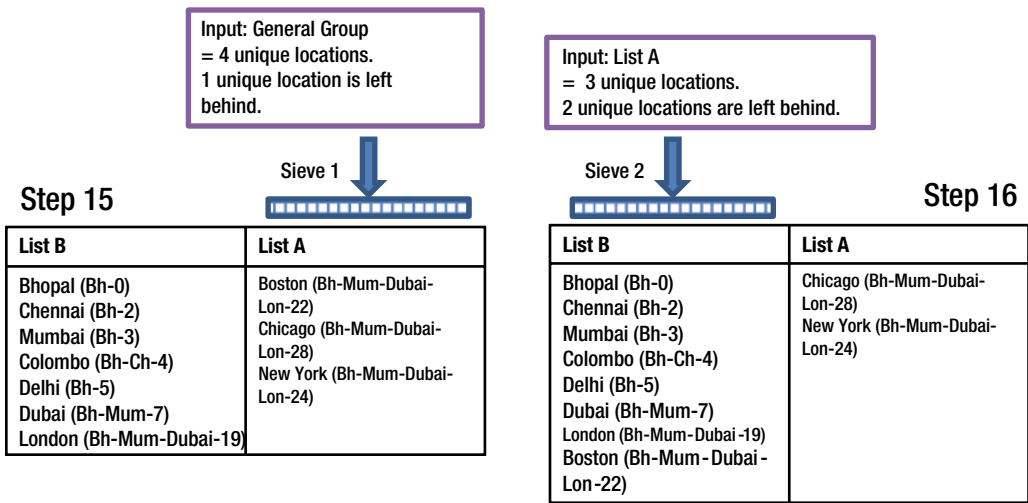 Input: General Group
= 4 unique locations.
1 unique location is left
behind.
Sieve 1
Step 15
List B
Bhopal (Bh-0)
Chennai (Bh-2)
Mumbai (Bh-3)
Colombo (Bh-Ch-4)
Delhi (Bh-5)
Dubai (Bh-Mum-7)
London (Bh-Mum-Dubai-19)
List A
Boston (Bh-Mum-Dubai-
Lon-22)
Chicago (Bh-Mum-Dubai-
Lon-28)
New York (Bh-Mum-Dubai-
Lon-24)
Input: List A
= 3 unique locations.
2 unique locations are left behind.
Sieve 2
Step 16
List B
Bhopal (Bh-0)
Chennai (Bh-2)
Mumbai (Bh-3)
Colombo (Bh-Ch-4)
Delhi (Bh-5)
Dubai (Bh-Mum-7)
London (Bh-Mum-Dubai-19)
Boston (Bh-Mum-Dubai-
Lon-22)
List A
Chicago (Bh-Mum-Dubai-
Lon-28)
New York (Bh-Mum-Dubai-
Lon-24)